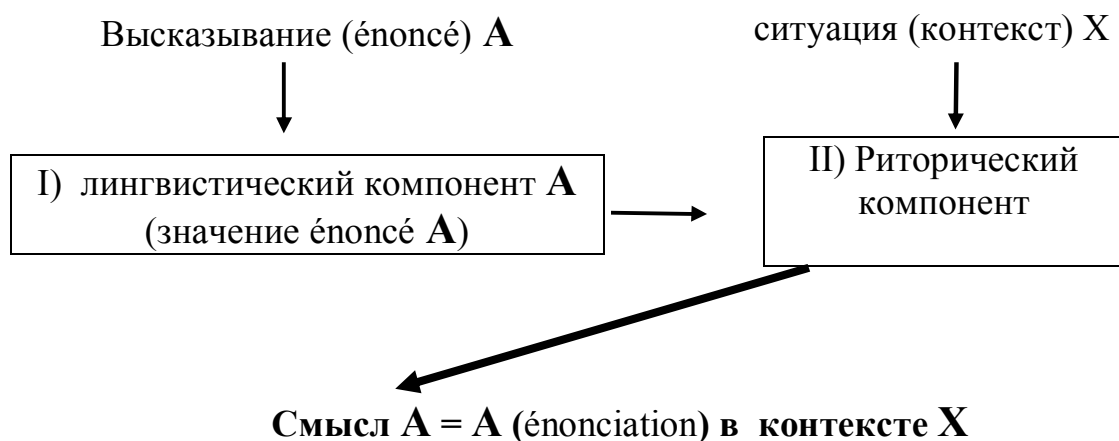 Высказывание (énoncé) A
ситуация (контекст) X
I) лингвистический компонент A
(значение énoncé A)
II) Риторический
компонент
Смысл A = A (énonciation) в контексте X